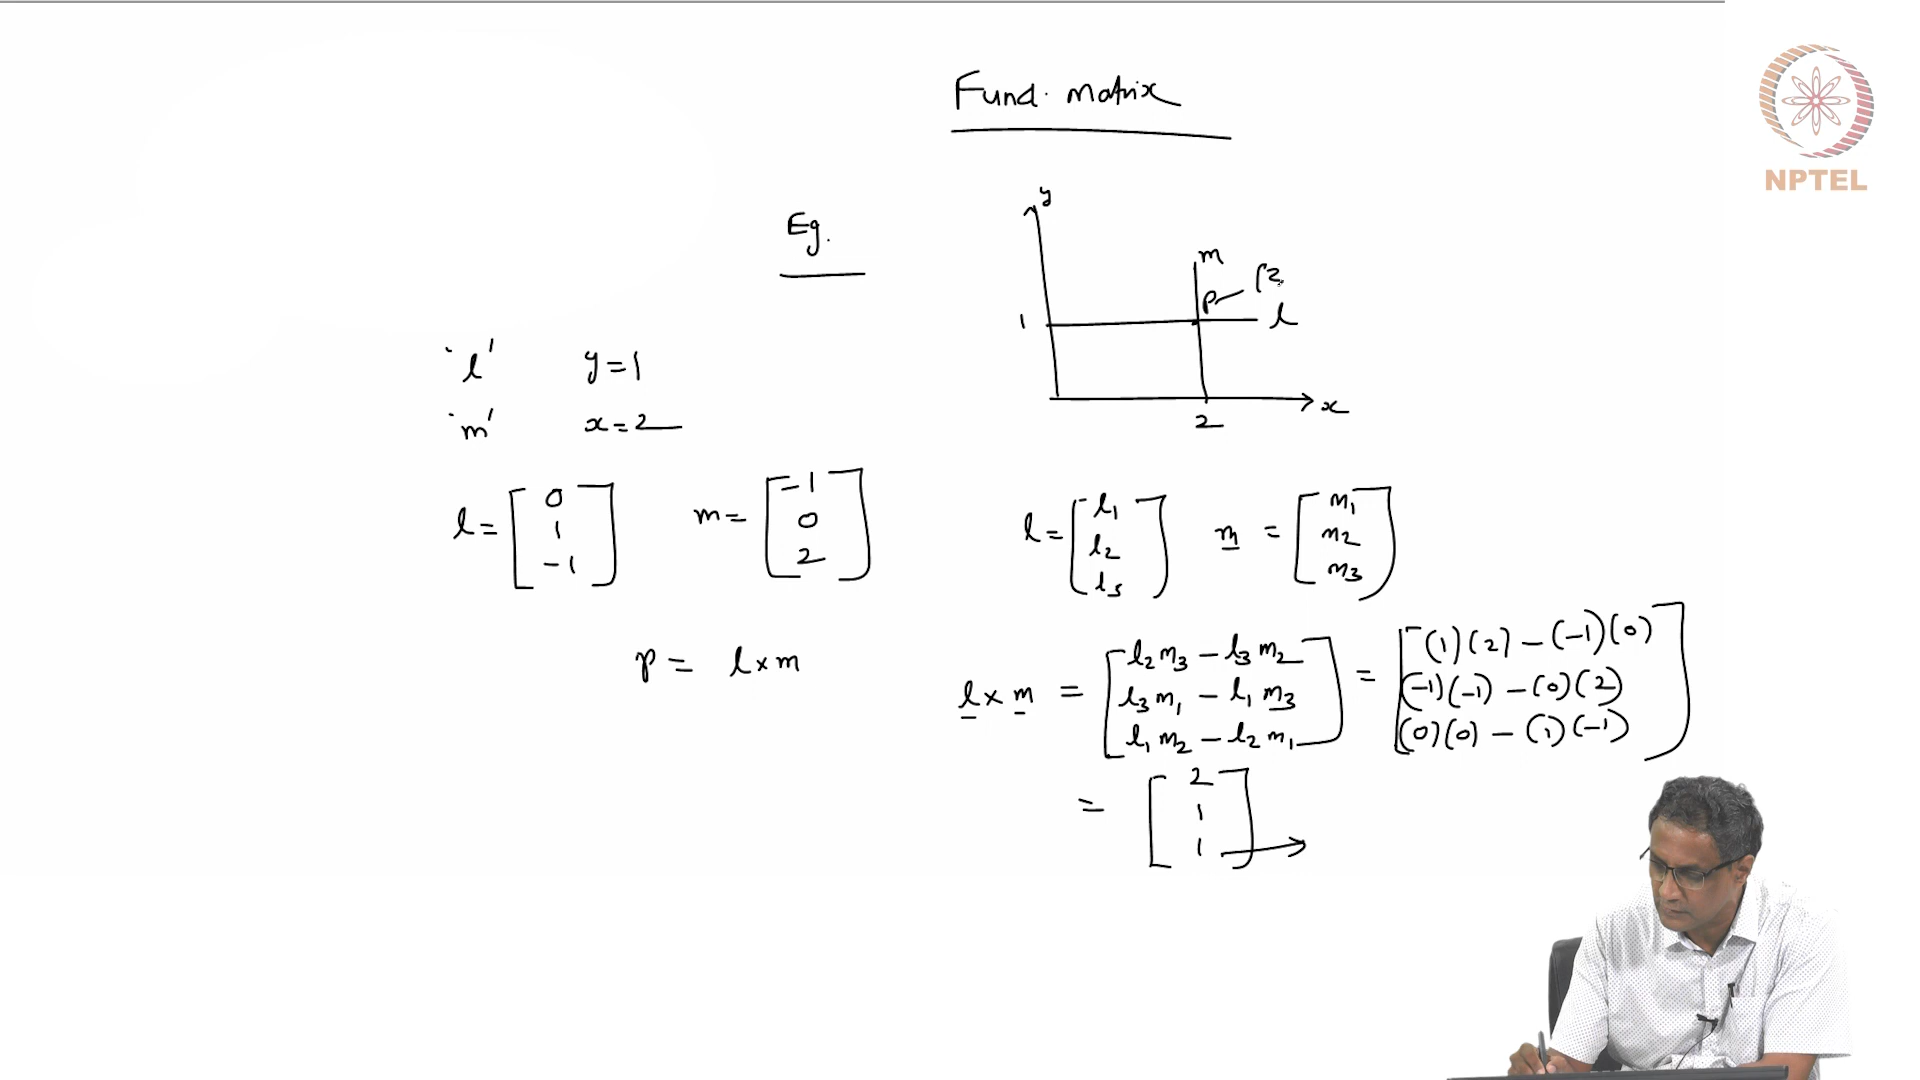 Fund. matrix
NPTEL
Eg.
y
m
p (2,
1 l
2 x
'l' y=1
'm' x=2
l = [0 1 -1] m = [-1 0 2] l = [l₁ l₂ l₃] m = [m₁ m₂ m₃]
p = l×m
l × m = [l₂m₃ - l₃m₂
l₃m₁ - l₁m₃
l₁m₂ - l₂m₁] = [(1)(2) - (-1)(0)
(-1)(-1) - (0)(2)
(0)(0) - (1)(-1)]
= [2
1
1]